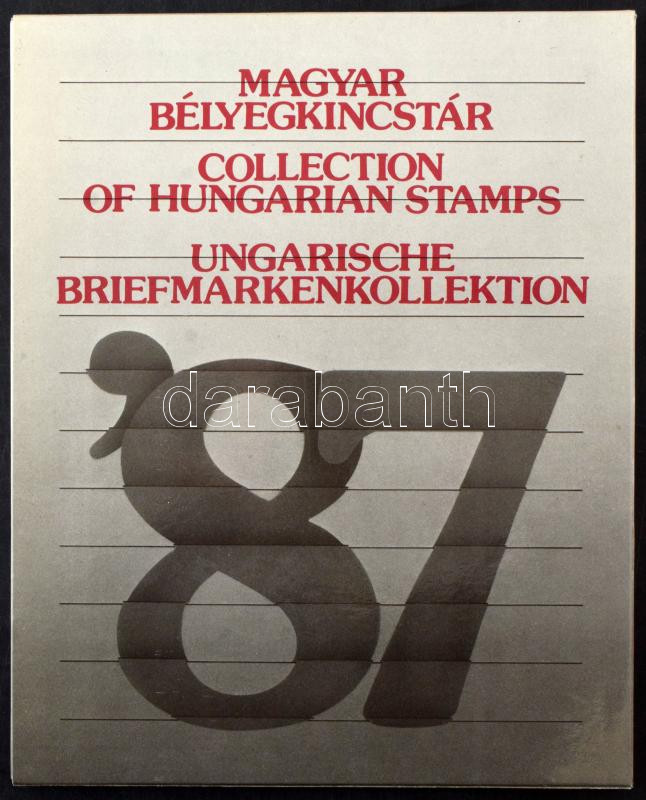 MAGYAR
BÉLYEGKINCSTÁR
COLLECTION
OF HUNGARIAN STAMPS
UNGARISCHE
BRIEFMARKENKOLLEKTION
'87
darabanth